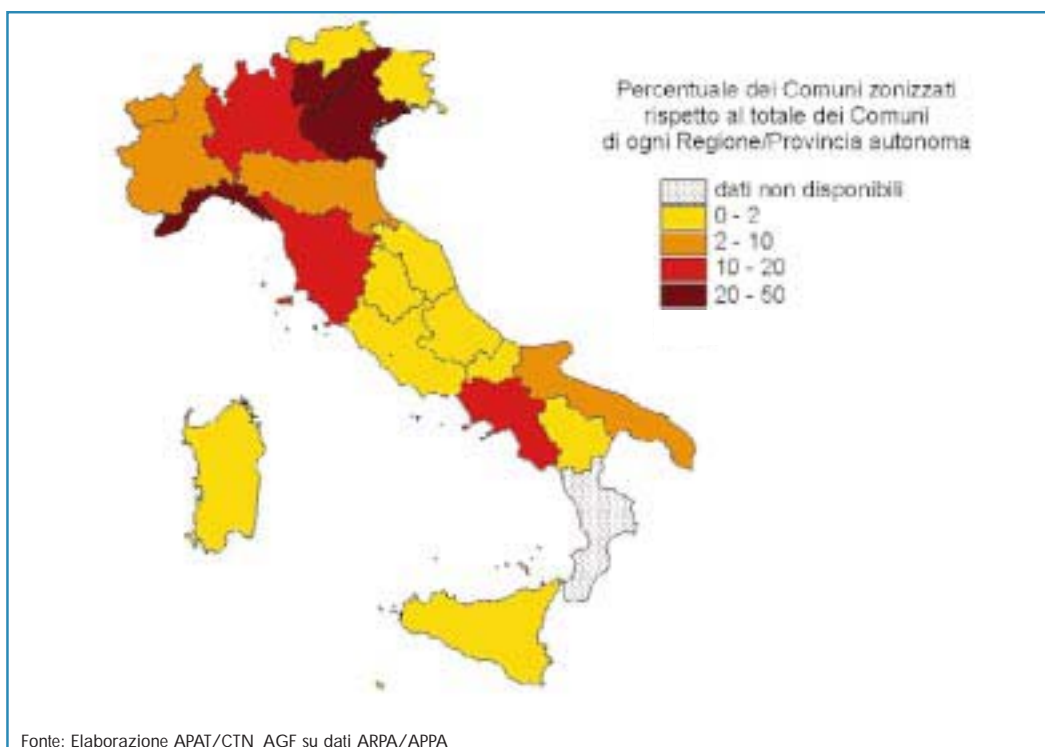 Percentuale dei Comuni zonizzati
rispetto al totale dei Comuni
di ogni Regione/Provincia autonoma
dati non disponibili
0 - 2
2 - 10
10 - 20
20 - 50
Fonte: Elaborazione APAT/CTN_AGF su dati ARPA/APPA